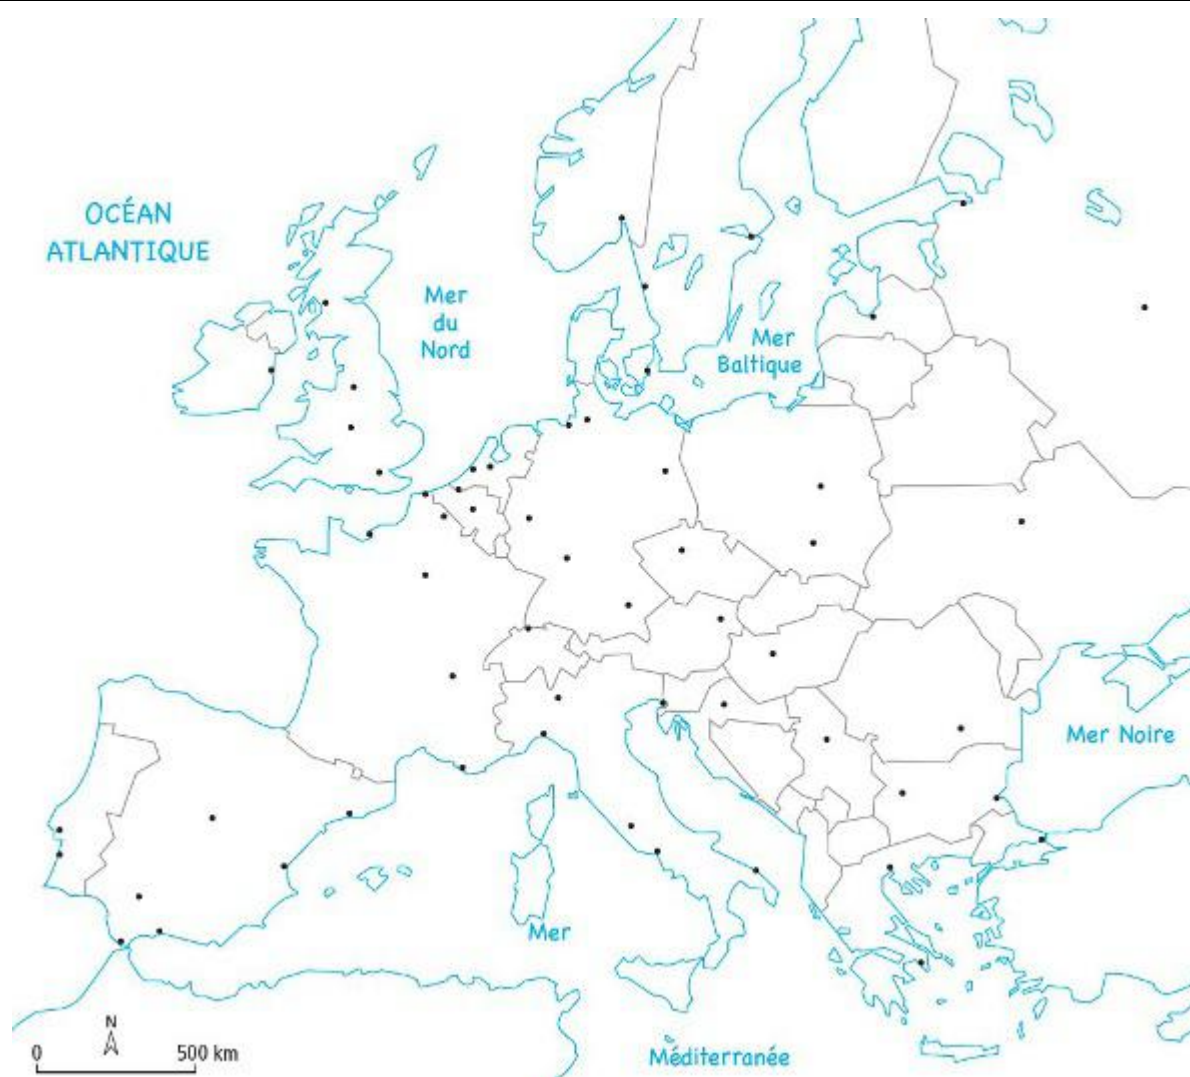 OCÉAN
ATLANTIQUE
Mer
du
Nord
Mer
Baltique
Mer Noire
Mer
Méditerranée
N
0 500 km